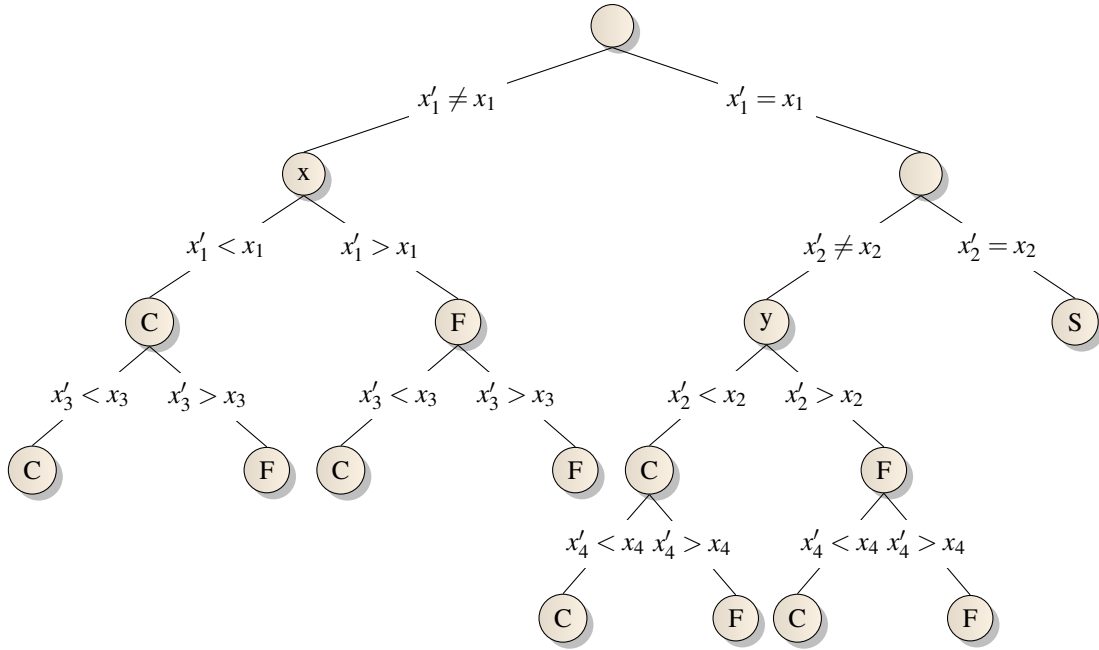 x′₁ ≠ x₁ x′₁ = x₁
x
x′₁ < x₁ x′₁ > x₁ x′₂ ≠ x₂ x′₂ = x₂
C F y S
x′₃ < x₃ x′₃ > x₃ x′₃ < x₃ x′₃ > x₃ x′₂ < x₂ x′₂ > x₂
C F C F C F
x′₄ < x₄ x′₄ > x₄ x′₄ < x₄ x′₄ > x₄
C F C F